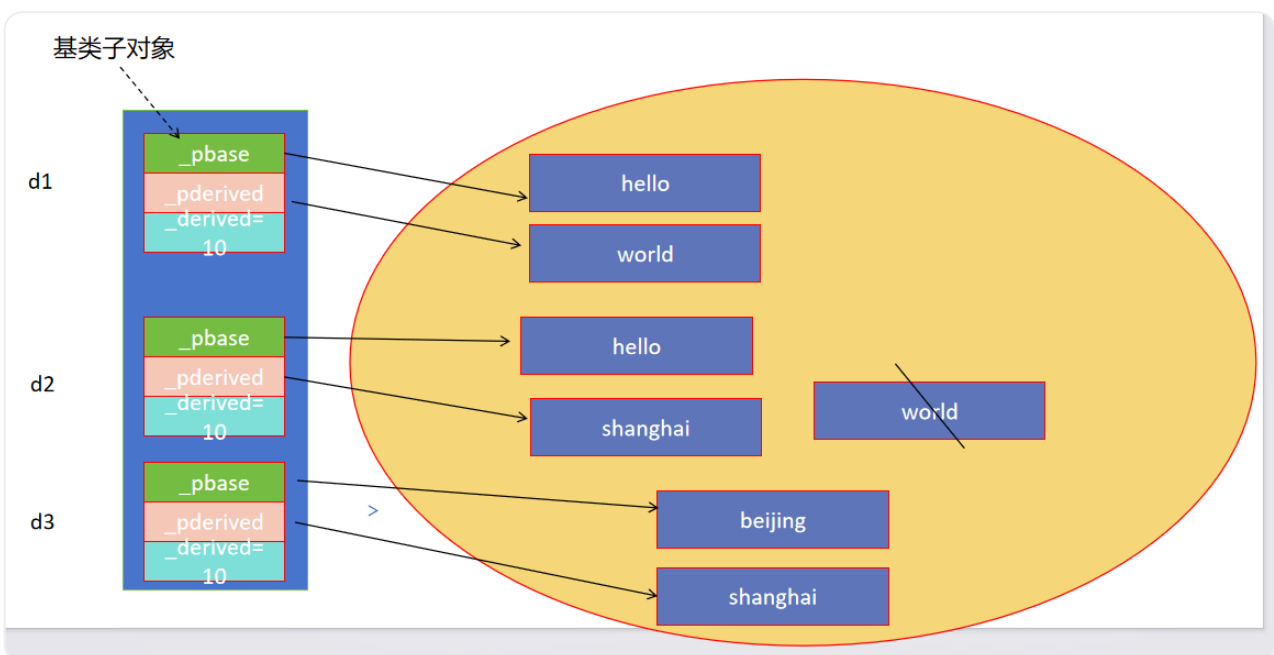 基类子对象
d1
_pbase
_pderived
_derived=
10
hello
world
d2
_pbase
_pderived
_derived=
10
hello
shanghai
world
d3
_pbase
_pderived
_derived=
10
>
beijing
shanghai